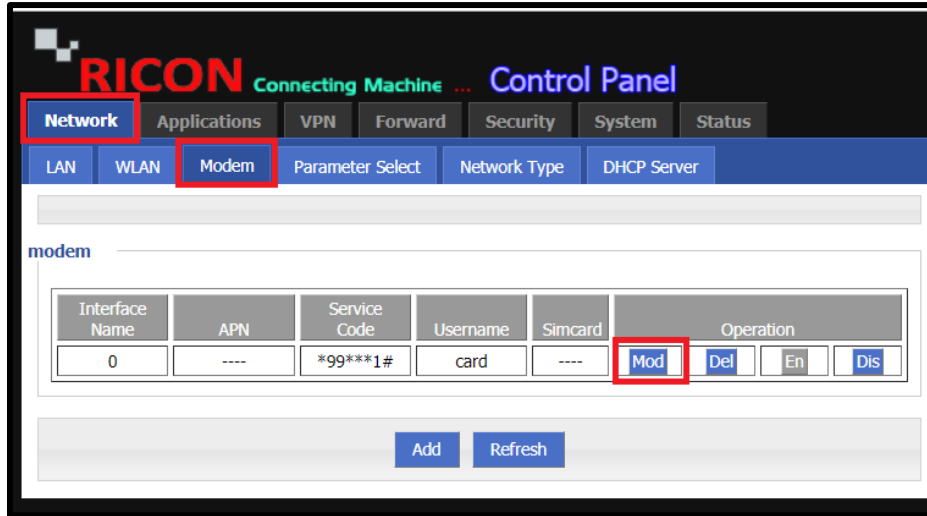 RICON Connecting Machine ... Control Panel
Network Applications VPN Forward Security System Status
LAN WLAN Modem Parameter Select Network Type DHCP Server
modem
Interface Name APN Service Code Username Simcard Operation
0 ---- *99***1# card ---- Mod Del En Dis
Add Refresh